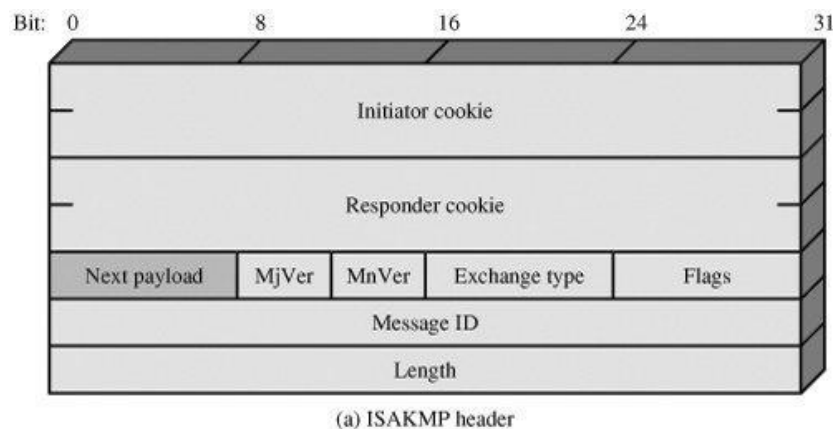 Bit: 0 8 16 24 31
Initiator cookie
Responder cookie
Next payload MjVer MnVer Exchange type Flags
Message ID
Length
(a) ISAKMP header